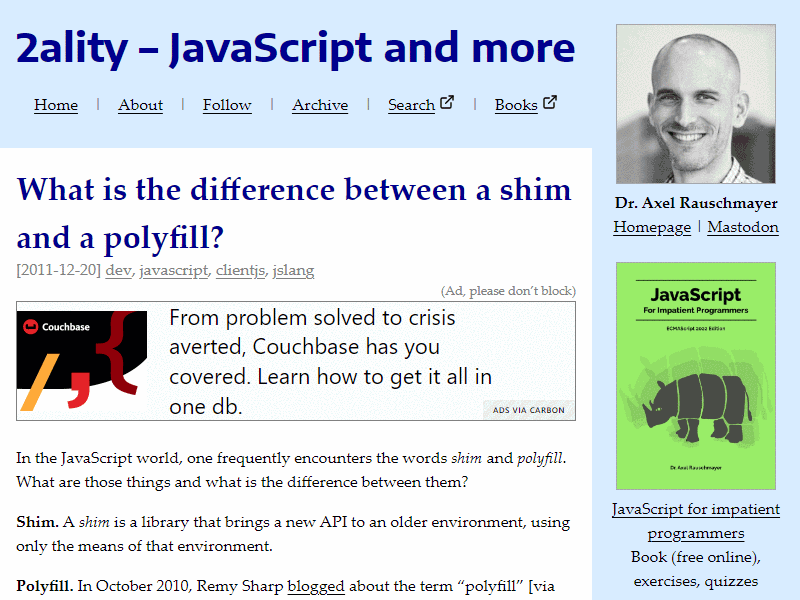 2ality – JavaScript and more
Home | About | Follow | Archive | Search | Books
What is the difference between a shim
and a polyfill?
[2011-12-20] dev, javascript, clientjs, jslang
(Ad, please don’t block)
Couchbase
From problem solved to crisis
averted, Couchbase has you
covered. Learn how to get it all in
one db.
ADS VIA CARBON
In the JavaScript world, one frequently encounters the words shim and polyfill.
What are those things and what is the difference between them?
Shim. A shim is a library that brings a new API to an older environment, using
only the means of that environment.
Polyfill. In October 2010, Remy Sharp blogged about the term “polyfill” [via
Dr. Axel Rauschmayer
Homepage | Mastodon
JavaScript
For Impatient Programmers
ECMAScript 2022 Edition
Dr. Axel Rauschmayer
JavaScript for impatient
programmers
Book (free online),
exercises, quizzes